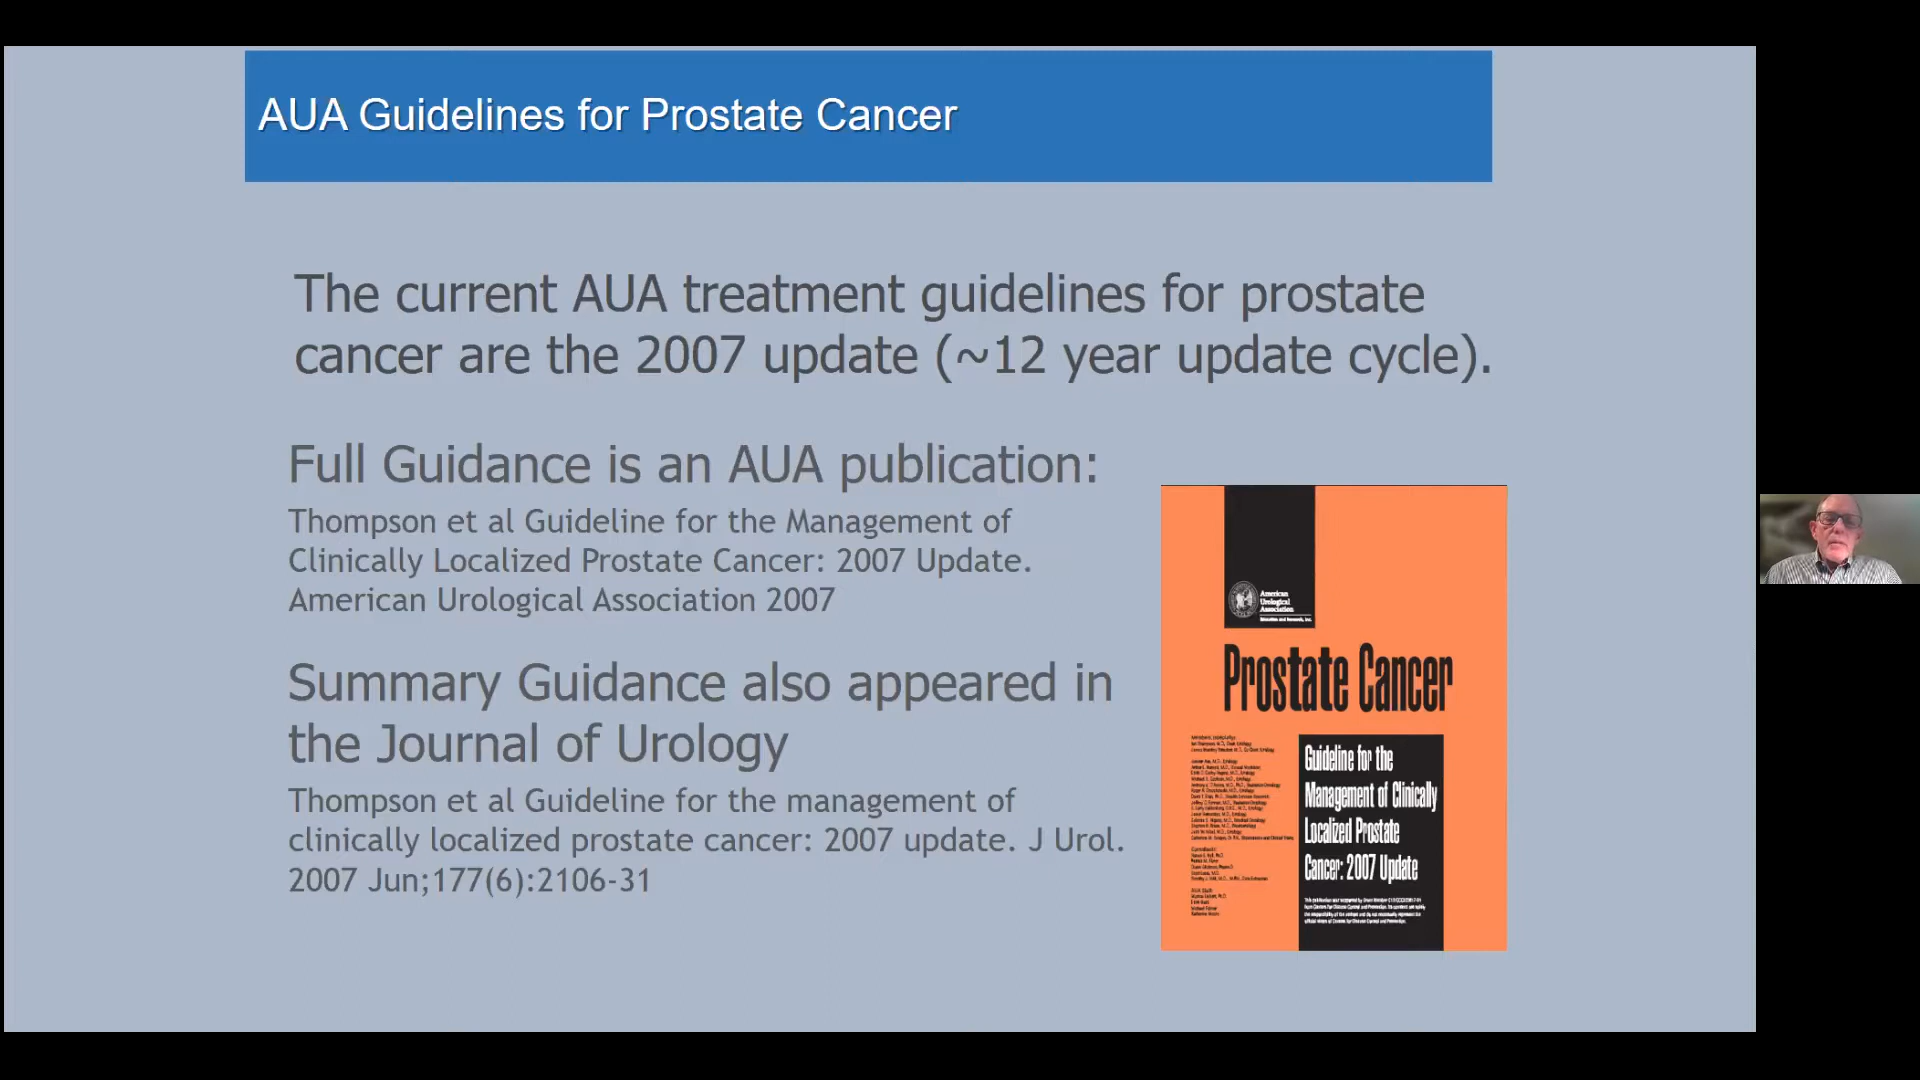 AUA Guidelines for Prostate Cancer
The current AUA treatment guidelines for prostate
cancer are the 2007 update (~12 year update cycle).
Full Guidance is an AUA publication:
Thompson et al Guideline for the Management of
Clinically Localized Prostate Cancer: 2007 Update.
American Urological Association 2007
Summary Guidance also appeared in
the Journal of Urology
Thompson et al Guideline for the management of
clinically localized prostate cancer: 2007 update. J Urol.
2007 Jun;177(6):2106-31
American
Urological
Association
Education and Research, Inc.
Prostate Cancer
Guideline for the
Management of Clinically
Localized Prostate
Cancer: 2007 Update